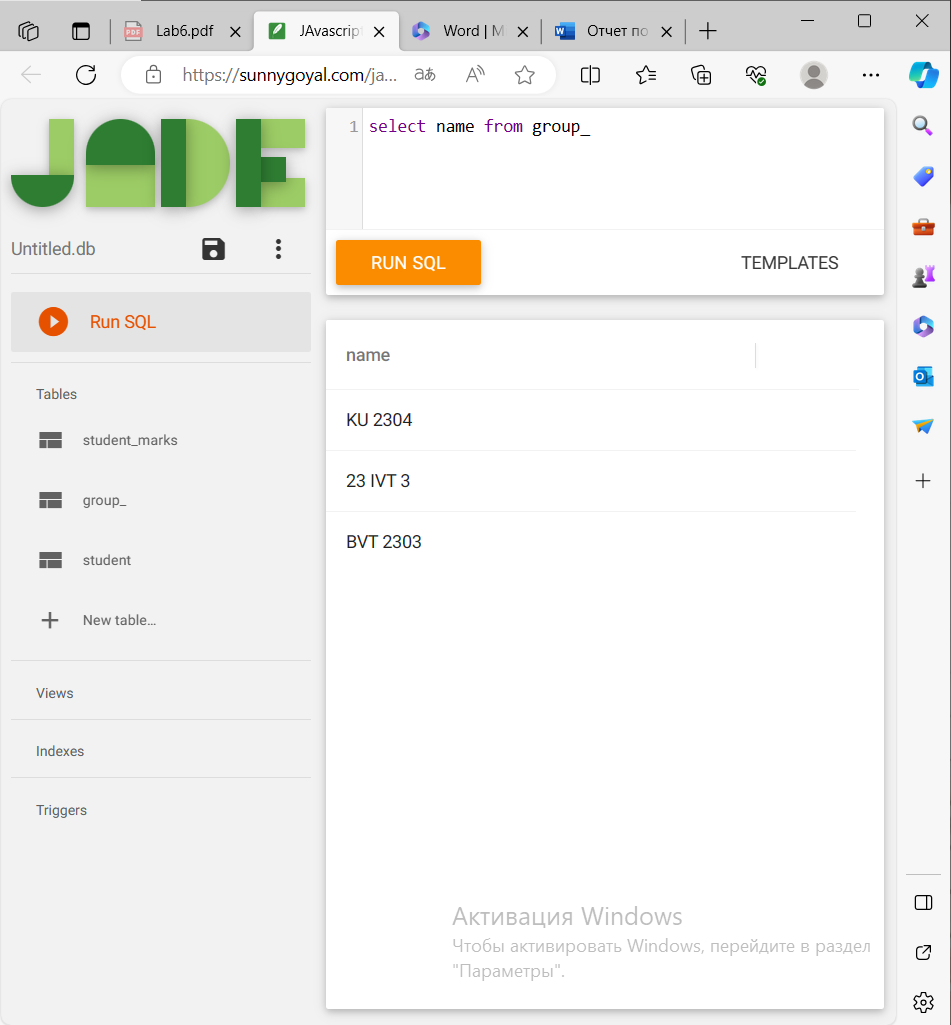 Lab6.pdf
JAvascrip
Word | M
Отчет по
https://sunnygoyal.com/ja...
JADE
Untitled.db
Run SQL
Tables
student_marks
group_
student
New table...
Views
Indexes
Triggers
1 select name from group_
RUN SQL
TEMPLATES
name
KU 2304
23 IVT 3
BVT 2303
Активация Windows
Чтобы активировать Windows, перейдите в раздел
"Параметры".